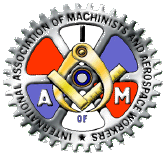 INTERNATIONAL ASSOCIATION OF MACHINISTS AND AEROSPACE WORKERS
A
OF
M